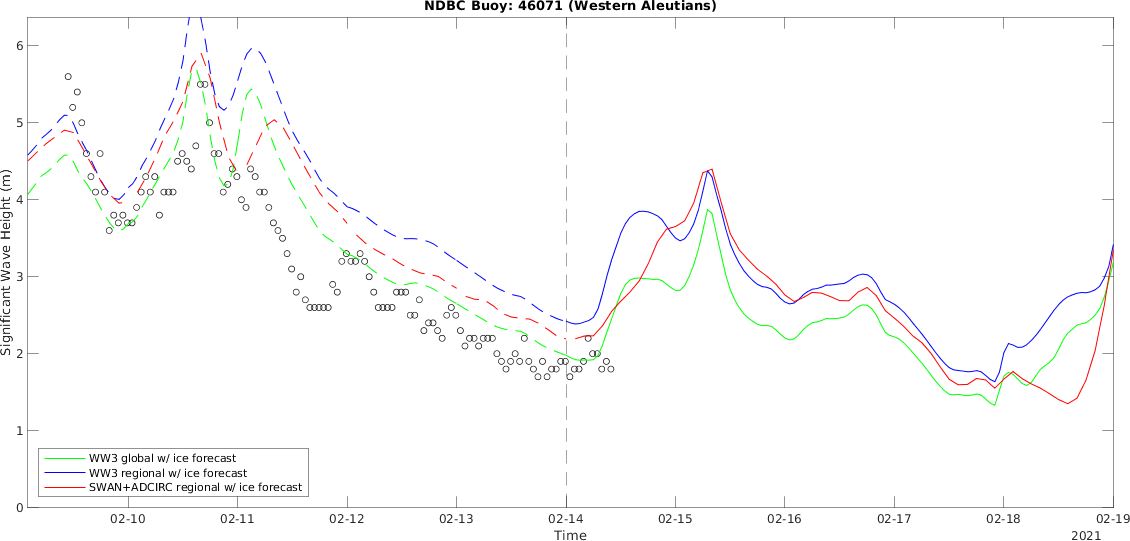 NDBC Buoy: 46071 (Western Aleutians)
6
5
4
3
2
1
0
Significant Wave Height (m)
WW3 global w/ ice forecast
WW3 regional w/ ice forecast
SWAN+ADCIRC regional w/ ice forecast
02-10 02-11 02-12 02-13 02-14 02-15 02-16 02-17 02-18 02-19
Time
2021